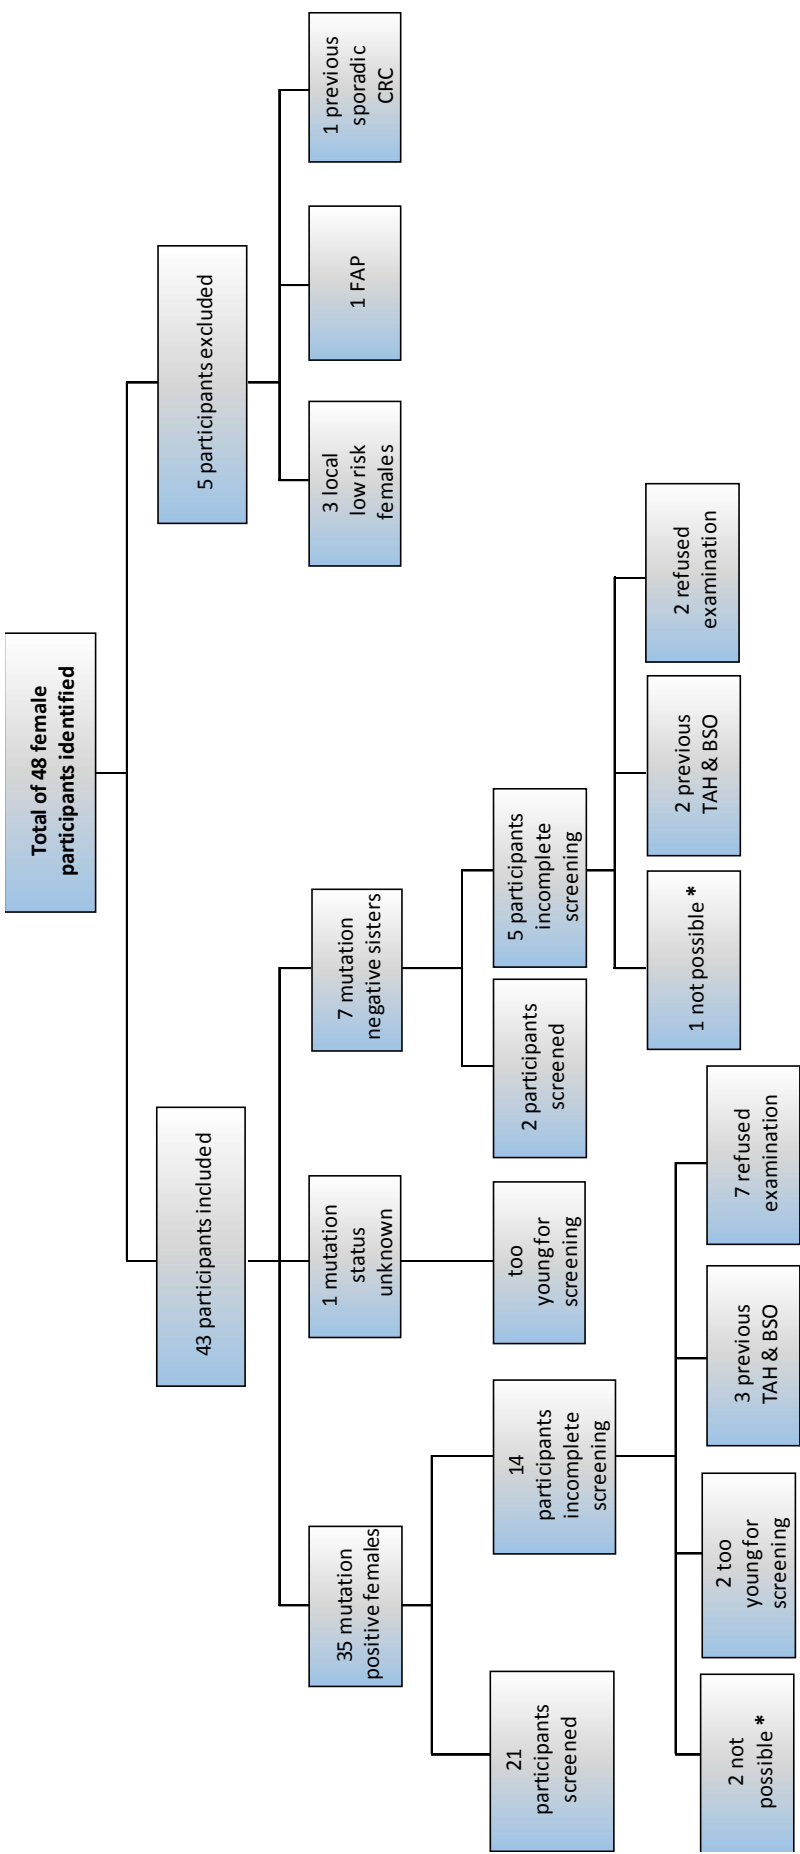 Total of 48 female
participants identified
43 participants included
5 participants excluded
35 mutation
positive females
1 mutation
status
unknown
7 mutation
negative sisters
3 local
low risk
females
1 FAP
1 previous
sporadic
CRC
21
participants
screened
14
participants
incomplete
screening
too
young for
screening
2 participants
screened
5 participants
incomplete
screening
2 not
possible *
2 too
young for
screening
3 previous
TAH & BSO
7 refused
examination
1 not possible *
2 previous
TAH & BSO
2 refused
examination